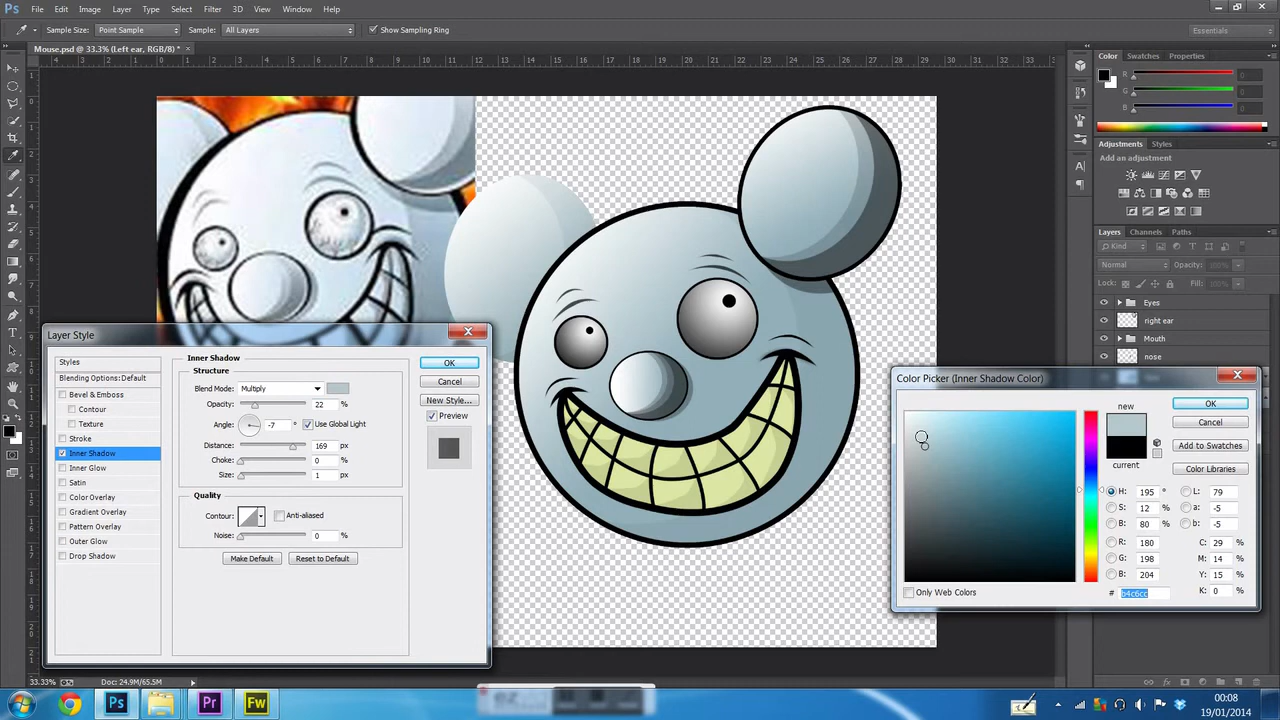 Ps File Edit Image Layer Type Select Filter 3D View Window Help
Sample Size: Point Sample Sample: All Layers Show Sampling Ring Essentials
Mouse.psd @ 33.3% (Left ear, RGB/8) * ×
Color Swatches Properties
R 0
G 0
B 0
Adjustments Styles
Add an adjustment
Layers Channels Paths
Kind
Normal Opacity:
Lock: Fill:
Eyes
right ear
Mouth
nose
Layer Style
Styles
Blending Options: Default
Bevel & Emboss
Contour
Texture
Stroke
Inner Shadow
Inner Glow
Satin
Color Overlay
Gradient Overlay
Pattern Overlay
Outer Glow
Drop Shadow
Inner Shadow
Structure
Blend Mode: Multiply
Opacity: 22 %
Angle: -7 ° Use Global Light
Distance: 169 px
Choke: 0 %
Size: 1 px
Quality
Contour: Anti-aliased
Noise: 0 %
Make Default Reset to Default
OK
Cancel
New Style...
Preview
Color Picker (Inner Shadow Color)
new
current
OK
Cancel
Add to Swatches
Color Libraries
H: 195 ° L: 79
S: 12 % a: -5
B: 80 % b: -5
R: 180 C: 29 %
G: 198 M: 14 %
B: 204 Y: 15 %
# b4c6cc K: 0 %
Only Web Colors
33.33% Doc: 24.9M/65.5M
Ps Pr Fw
00:08
19/01/2014